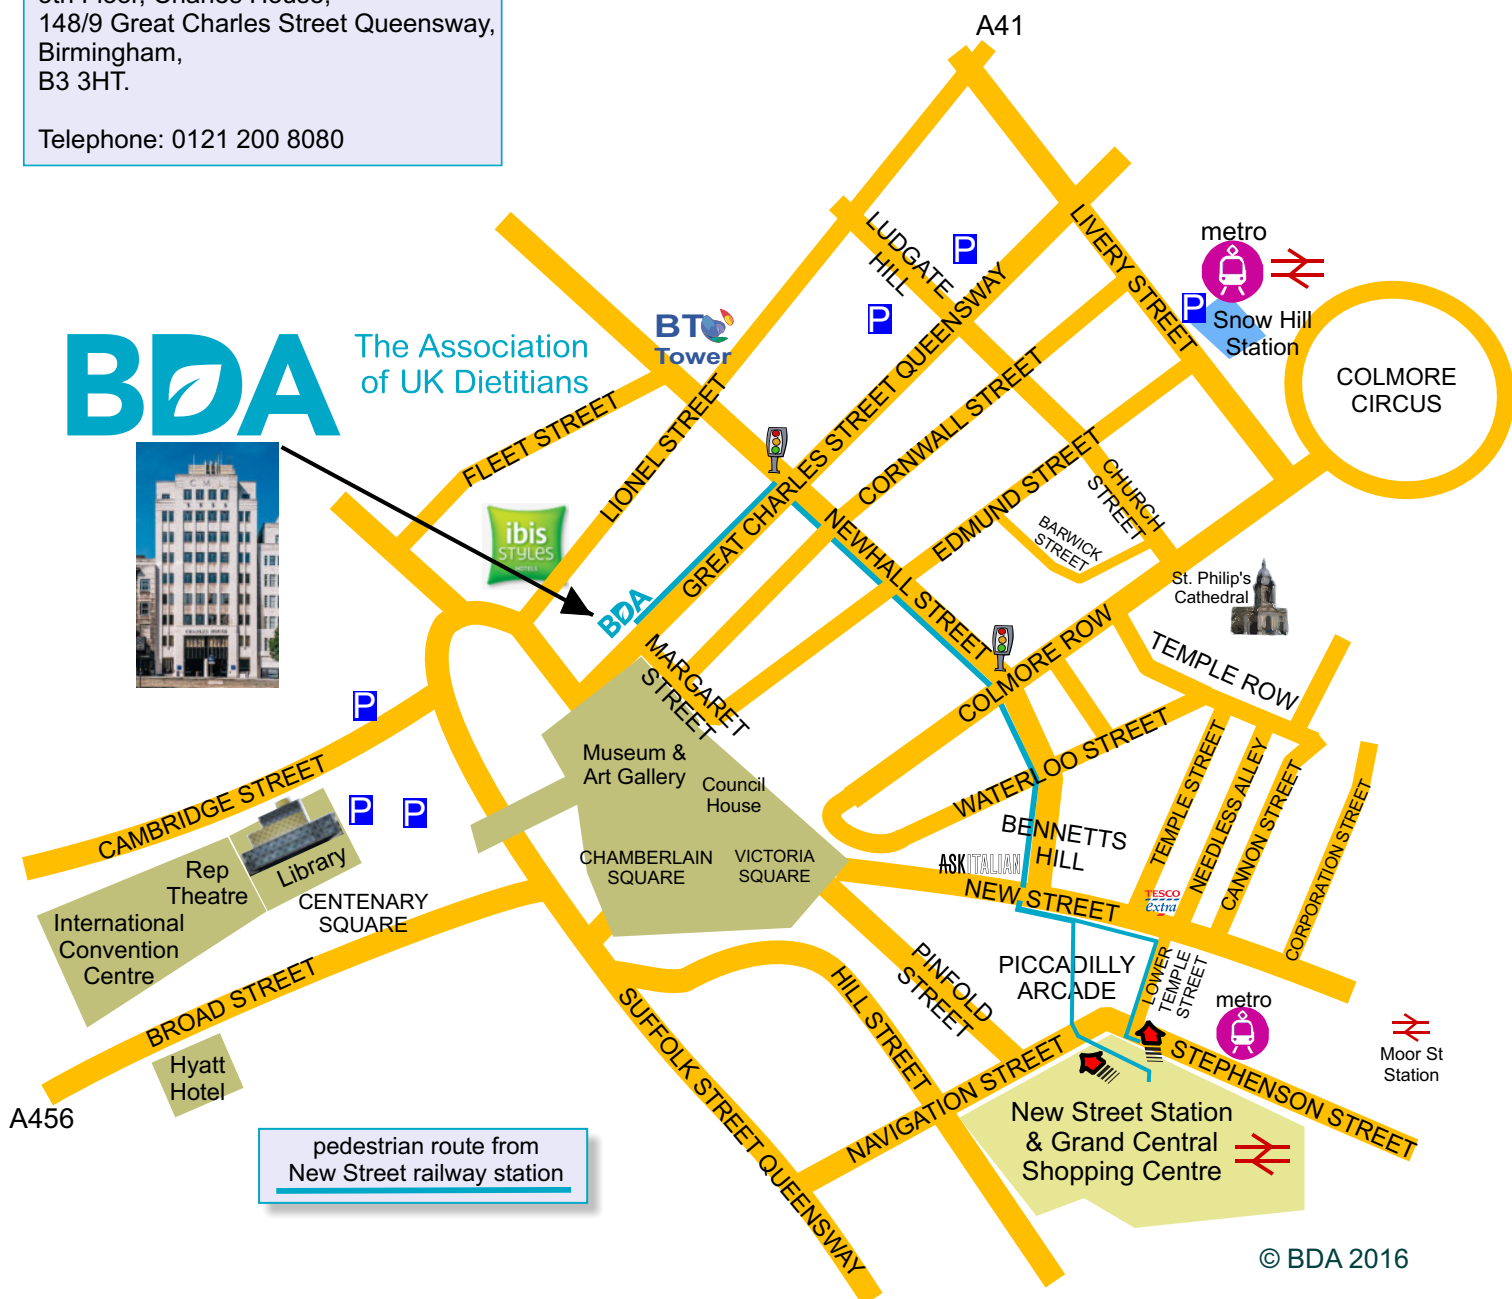 148/9 Great Charles Street Queensway,
Birmingham,
B3 3HT.
Telephone: 0121 200 8080
A41
metro
Snow Hill
Station
COLMORE
CIRCUS
LIVERY STREET
LUDGATE
HILL
BT
Tower
BDA
The Association
of UK Dietitians
FLEET STREET
LIONEL STREET
GREAT CHARLES STREET QUEENSWAY
CORNWALL STREET
EDMUND STREET
CHURCH
STREET
BARWICK
STREET
NEWHALL STREET
ibis
STYLES
HOTELS
BDA
St. Philip's
Cathedral
COLMORE ROW
TEMPLE ROW
MARGARET
STREET
Museum &
Art Gallery
Council
House
CHAMBERLAIN
SQUARE
VICTORIA
SQUARE
WATERLOO STREET
BENNETTS
HILL
TEMPLE STREET
NEEDLESS ALLEY
CANNON STREET
CORPORATION STREET
CAMBRIDGE STREET
Rep
Theatre
Library
International
Convention
Centre
CENTENARY
SQUARE
ASK ITALIAN
NEW STREET
TESCO
extra
BROAD STREET
Hyatt
Hotel
A456
SUFFOLK STREET QUEENSWAY
HILL STREET
PINFOLD
STREET
PICCADILLY
ARCADE
LOWER
TEMPLE
STREET
metro
Moor St
Station
NAVIGATION STREET
STEPHENSON STREET
New Street Station
& Grand Central
Shopping Centre
pedestrian route from
New Street railway station
P
P
P
P
P
P
© BDA 2016